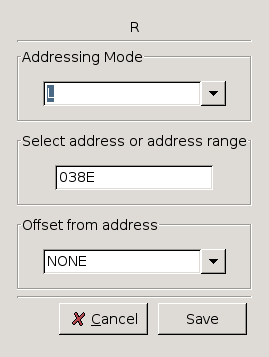 R
Addressing Mode
L
Select address or address range
038E
Offset from address
NONE
Cancel Save